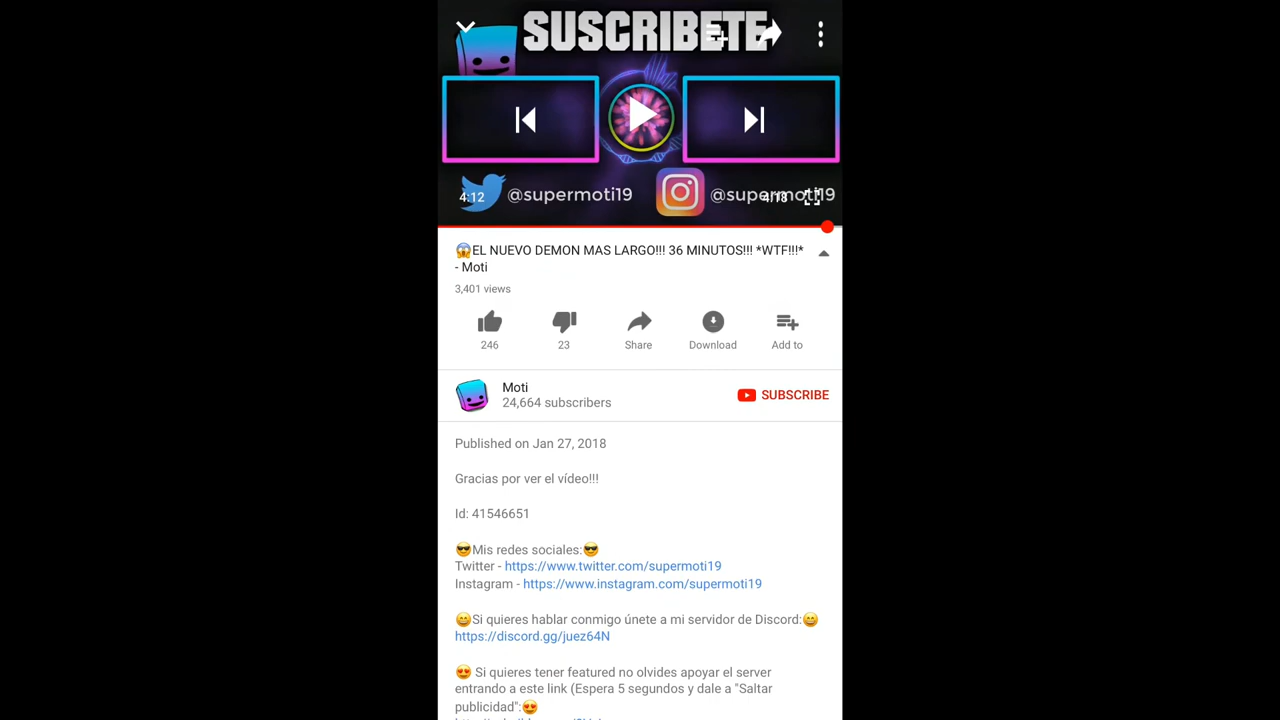 SUSCRIBETE
@supermoti19 @supermoti19
4:12 4:18
😱EL NUEVO DEMON MAS LARGO!!! 36 MINUTOS!!! *WTF!!!*
- Moti
3,401 views
246 23 Share Download Add to
Moti
24,664 subscribers
SUBSCRIBE
Published on Jan 27, 2018
Gracias por ver el vídeo!!!
Id: 41546651
😎Mis redes sociales:😎
Twitter - https://www.twitter.com/supermoti19
Instagram - https://www.instagram.com/supermoti19
😄Si quieres hablar conmigo únete a mi servidor de Discord:😄
https://discord.gg/juez64N
😍 Si quieres tener featured no olvides apoyar el server
entrando a este link (Espera 5 segundos y dale a "Saltar
publicidad":😍